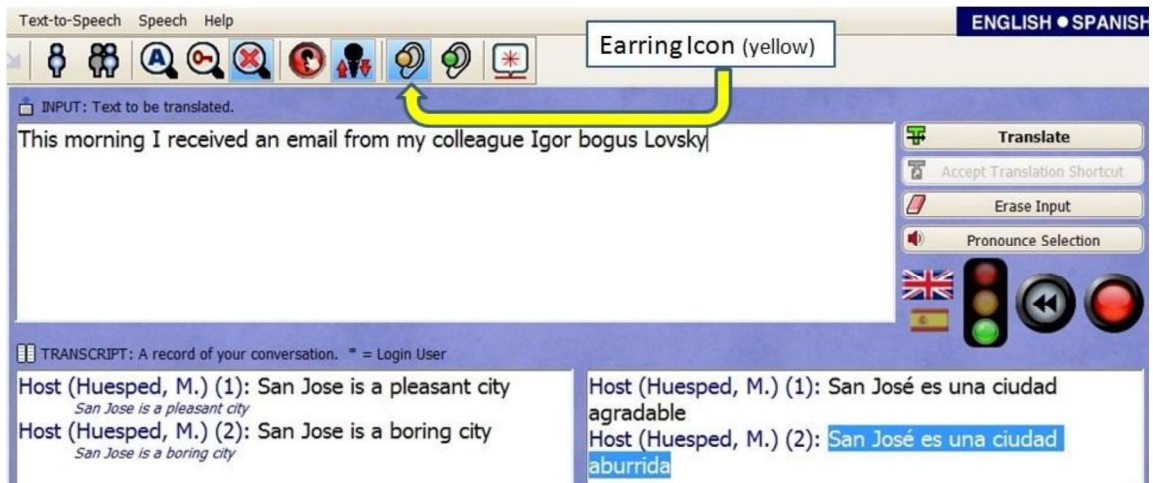 Text-to-Speech Speech Help
ENGLISH • SPANISH
Earring Icon (yellow)
INPUT: Text to be translated.
This morning I received an email from my colleague Igor bogus Lovsky
Translate
Accept Translation Shortcut
Erase Input
Pronounce Selection
TRANSCRIPT: A record of your conversation. * = Login User
Host (Huesped, M.) (1): San Jose is a pleasant city
San Jose is a pleasant city
Host (Huesped, M.) (2): San Jose is a boring city
San Jose is a boring city
Host (Huesped, M.) (1): San José es una ciudad
agradable
Host (Huesped, M.) (2): San José es una ciudad
aburrida